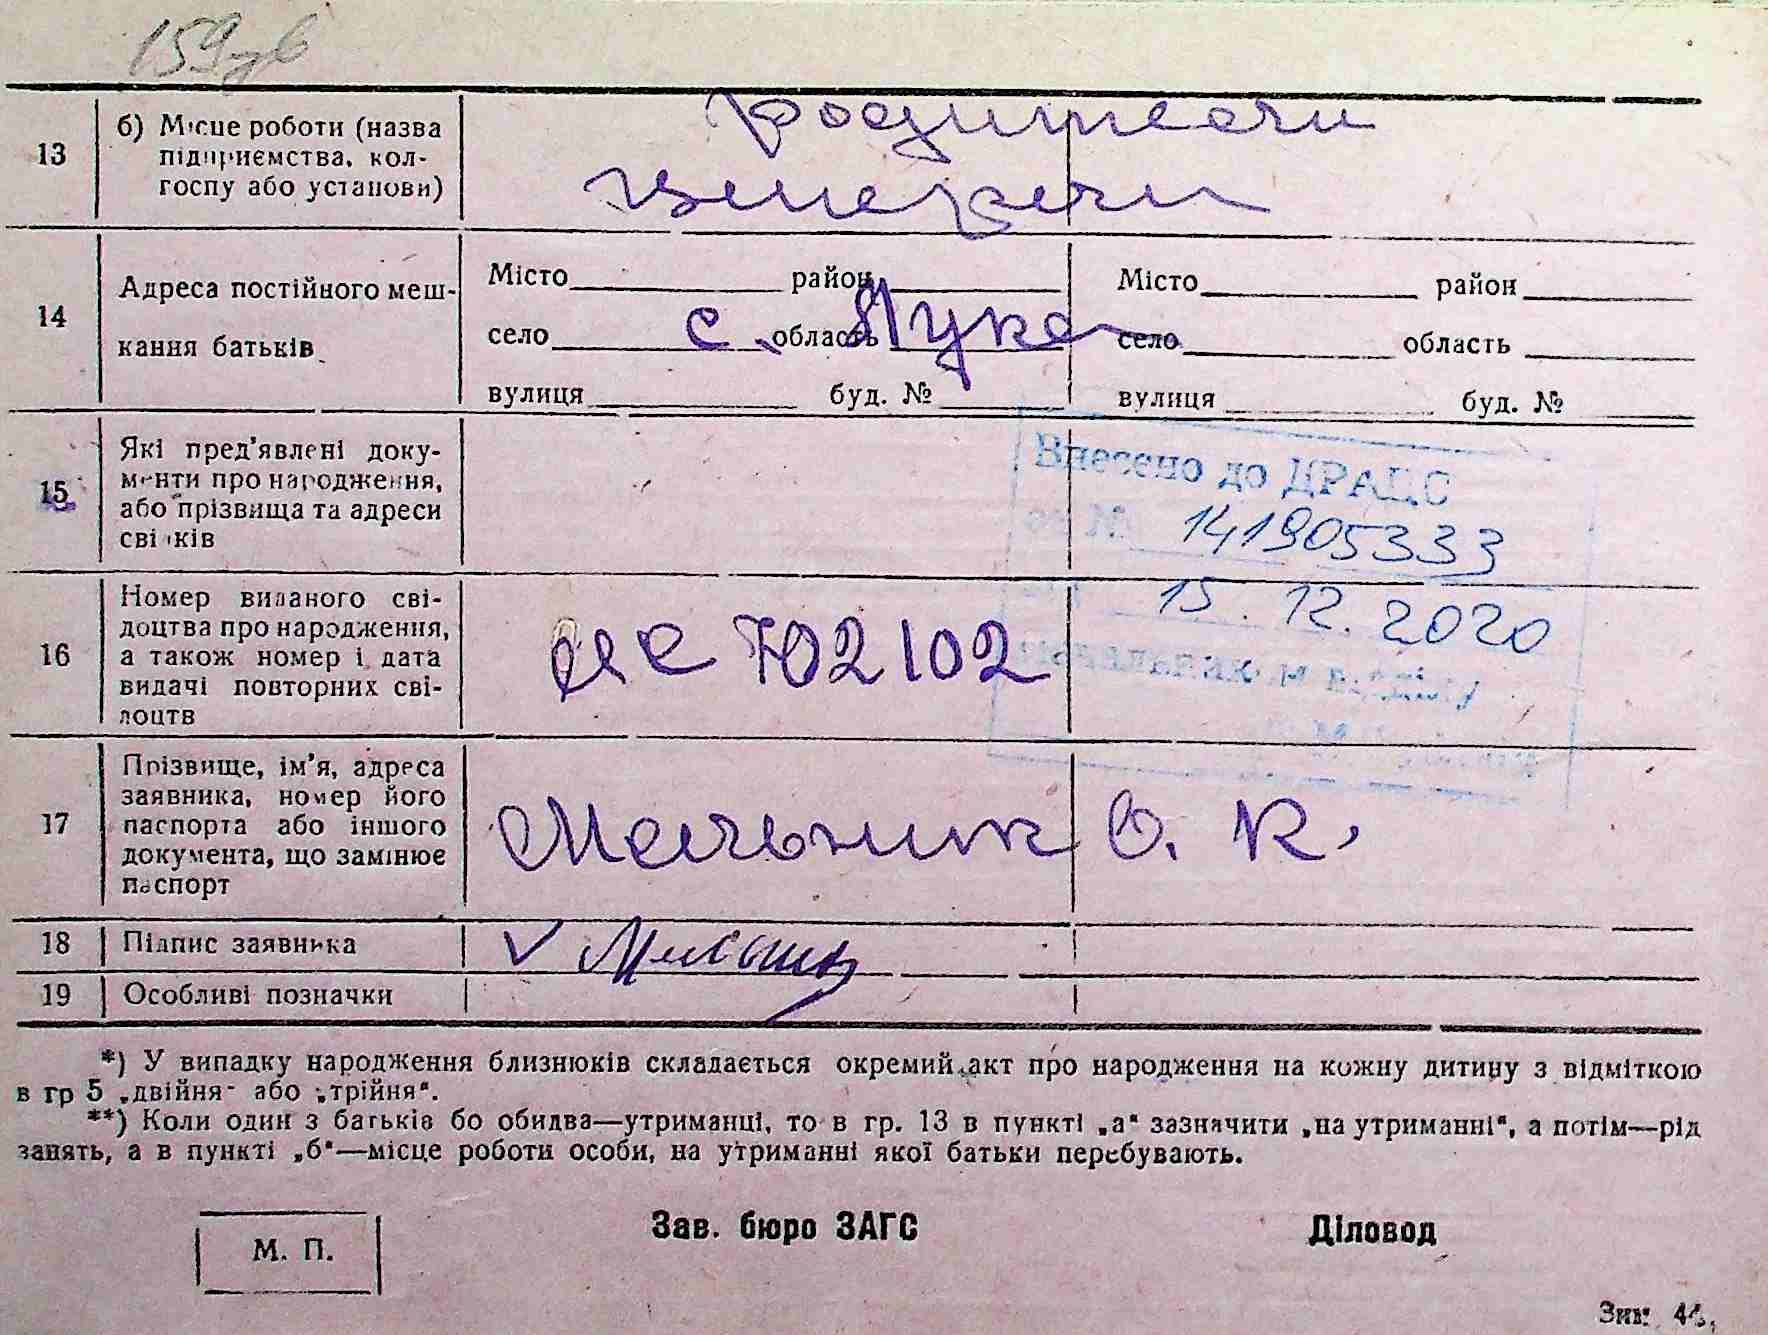 159
13
б) Місце роботи (назва
підприємства, кол-
госпу або установи)
родители
умерли
14
Адреса постійного меш-
кання батьків
Місто район
село с. область Лука
вулиця буд. №
Місто район
село область
вулиця буд. №
15
Які пред'явлені доку-
менти про народження,
або прізвища та адреси
свідків
Внесено до ДРАЦС
за № 141905333
15.12.2020
Начальник відділу
16
Номер виданого сві-
доцтва про народження,
а також номер і дата
видачі повторних сві-
доцтв
702102
17
Прізвище, ім'я, адреса
заявника, номер його
паспорта або іншого
документа, що замінює
паспорт
Мельник О. К.
18
Підпис заявника
19
Особливі позначки
*) У випадку народження близнюків складається окремий акт про народження на кожну дитину з відміткою
в гр 5 „двійня" або „трійня".
**) Коли один з батьків бо обидва—утриманці, то в гр. 13 в пункті „а" зазначити „на утриманні", а потім—рід
занять, а в пункті „б"—місце роботи особи, на утриманні якої батьки перебувають.
М. П.
Зав. бюро ЗАГС
Діловод